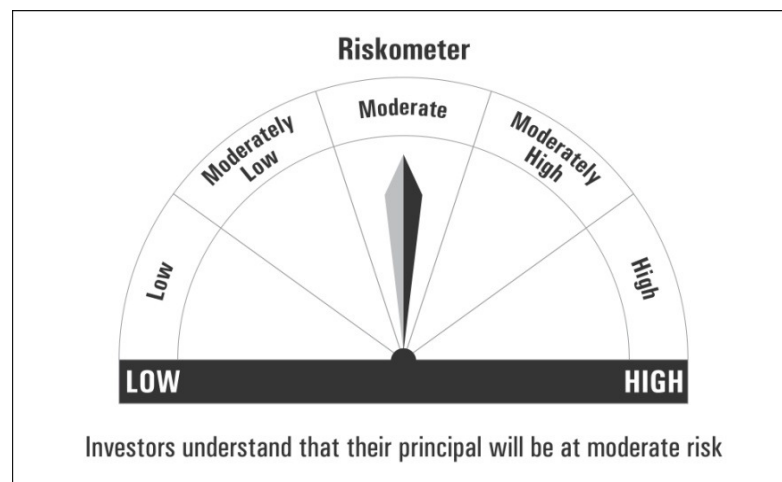 Riskometer
Moderate
Moderately
Low
Moderately
High
Low
High
LOW
HIGH
Investors understand that their principal will be at moderate risk